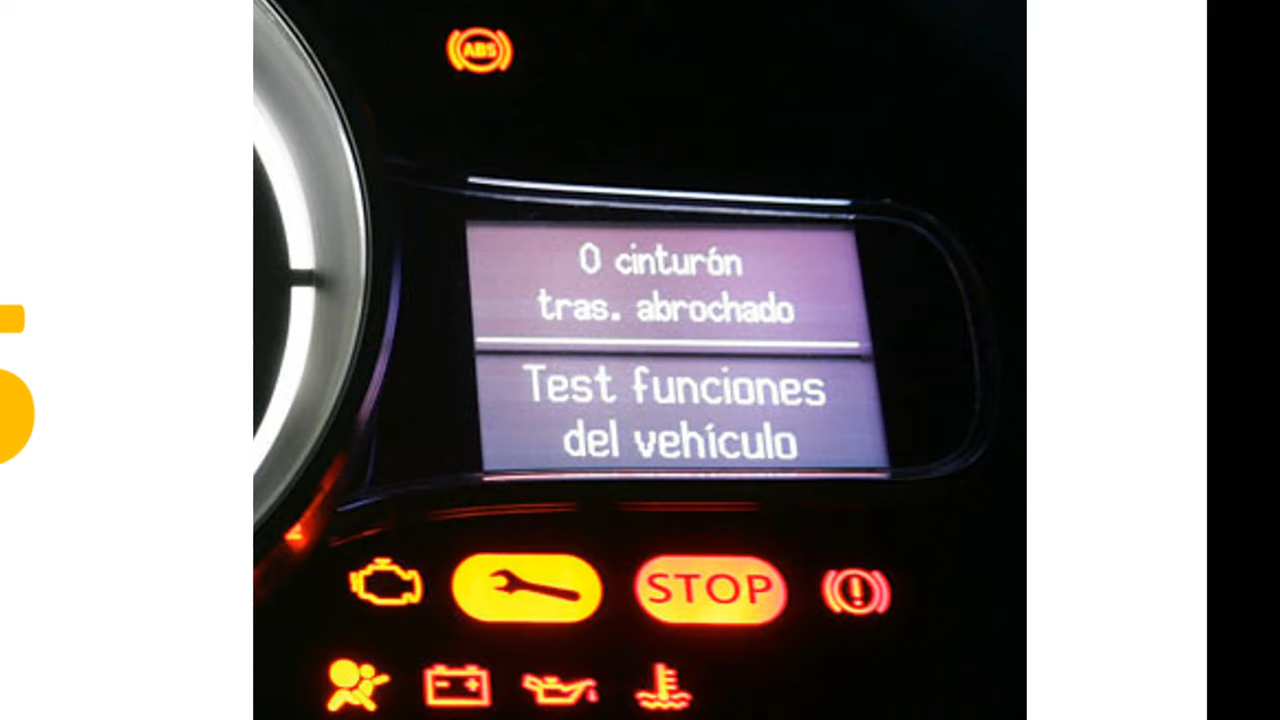 ABS
0 cinturón
tras. abrochado
Test funciones
del vehículo
STOP